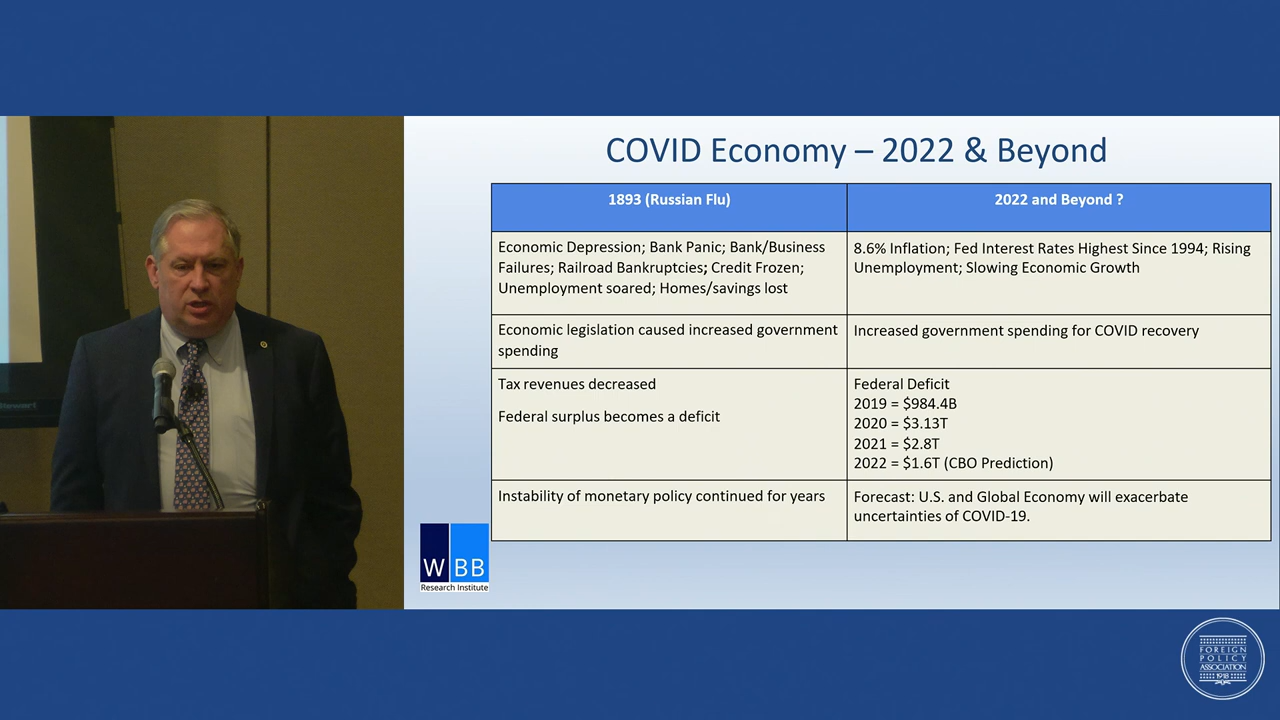 COVID Economy – 2022 & Beyond
1893 (Russian Flu)
2022 and Beyond ?
Economic Depression; Bank Panic; Bank/Business
Failures; Railroad Bankruptcies; Credit Frozen;
Unemployment soared; Homes/savings lost
8.6% Inflation; Fed Interest Rates Highest Since 1994; Rising
Unemployment; Slowing Economic Growth
Economic legislation caused increased government
spending
Increased government spending for COVID recovery
Tax revenues decreased
Federal surplus becomes a deficit
Federal Deficit
2019 = $984.4B
2020 = $3.13T
2021 = $2.8T
2022 = $1.6T (CBO Prediction)
Instability of monetary policy continued for years
Forecast: U.S. and Global Economy will exacerbate
uncertainties of COVID-19.
WBB
Research Institute
FOREIGN
POLICY
ASSOCIATION
1918